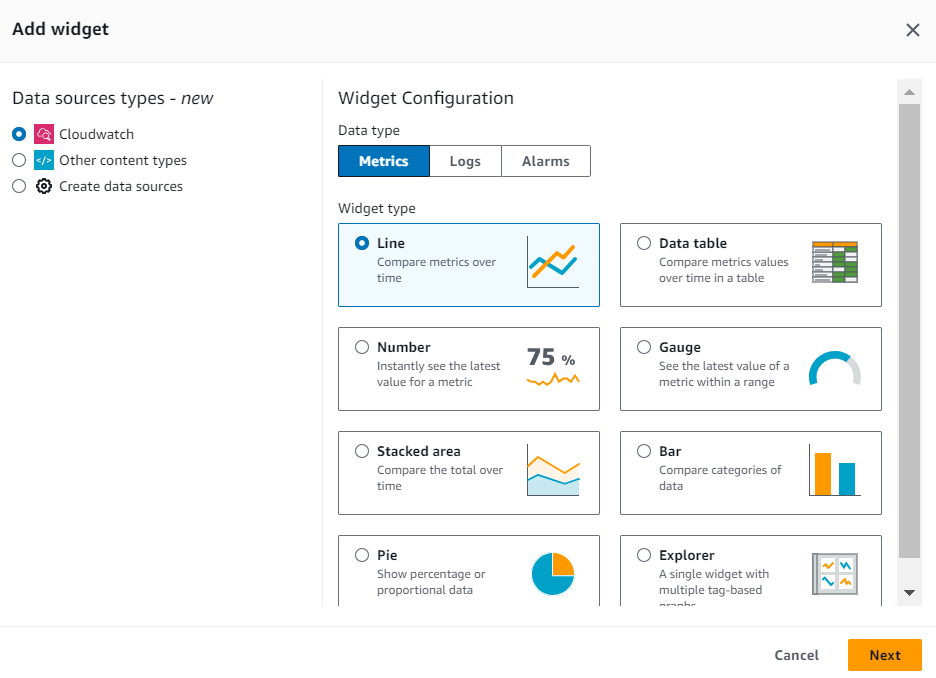 Add widget
Data sources types - new
Cloudwatch
</> Other content types
Create data sources
Widget Configuration
Data type
Metrics
Logs
Alarms
Widget type
Line
Compare metrics over
time
Data table
Compare metrics values
over time in a table
Number
Instantly see the latest
value for a metric
75 %
Gauge
See the latest value of a
metric within a range
Stacked area
Compare the total over
time
Bar
Compare categories of
data
Pie
Show percentage or
proportional data
Explorer
A single widget with
multiple tag-based
graphs
Cancel
Next